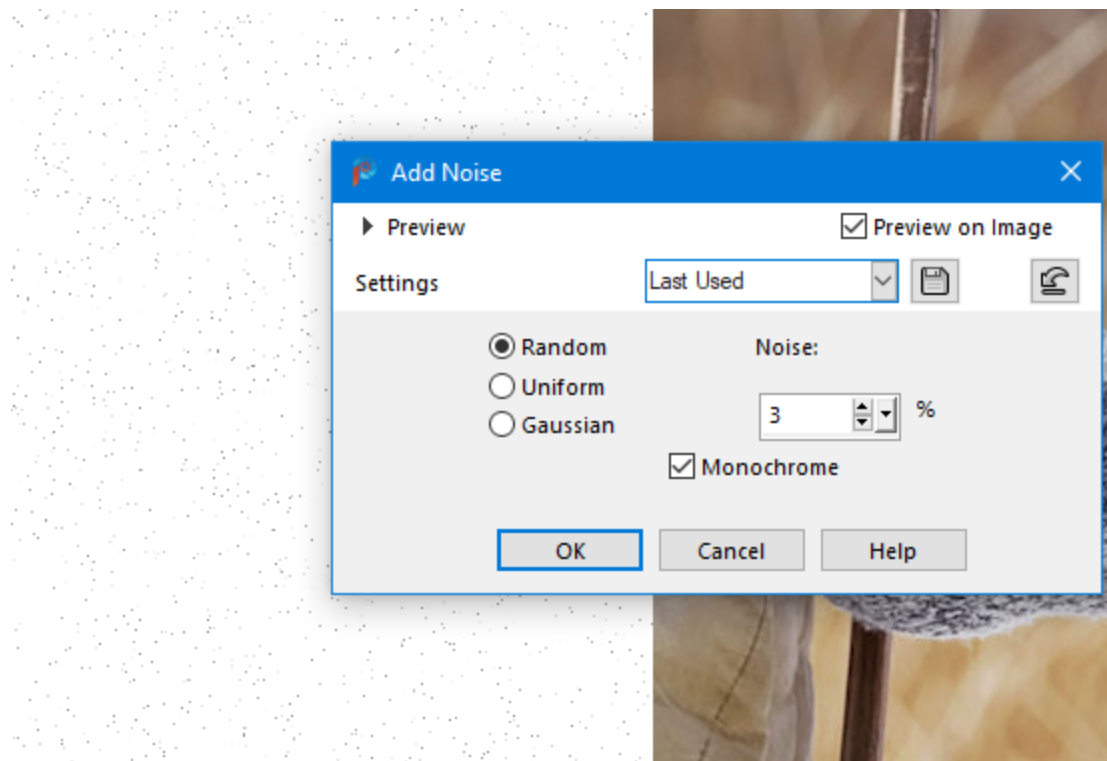 Add Noise
Preview
Preview on Image
Settings
Last Used
Random
Noise:
Uniform
3
%
Gaussian
Monochrome
OK
Cancel
Help